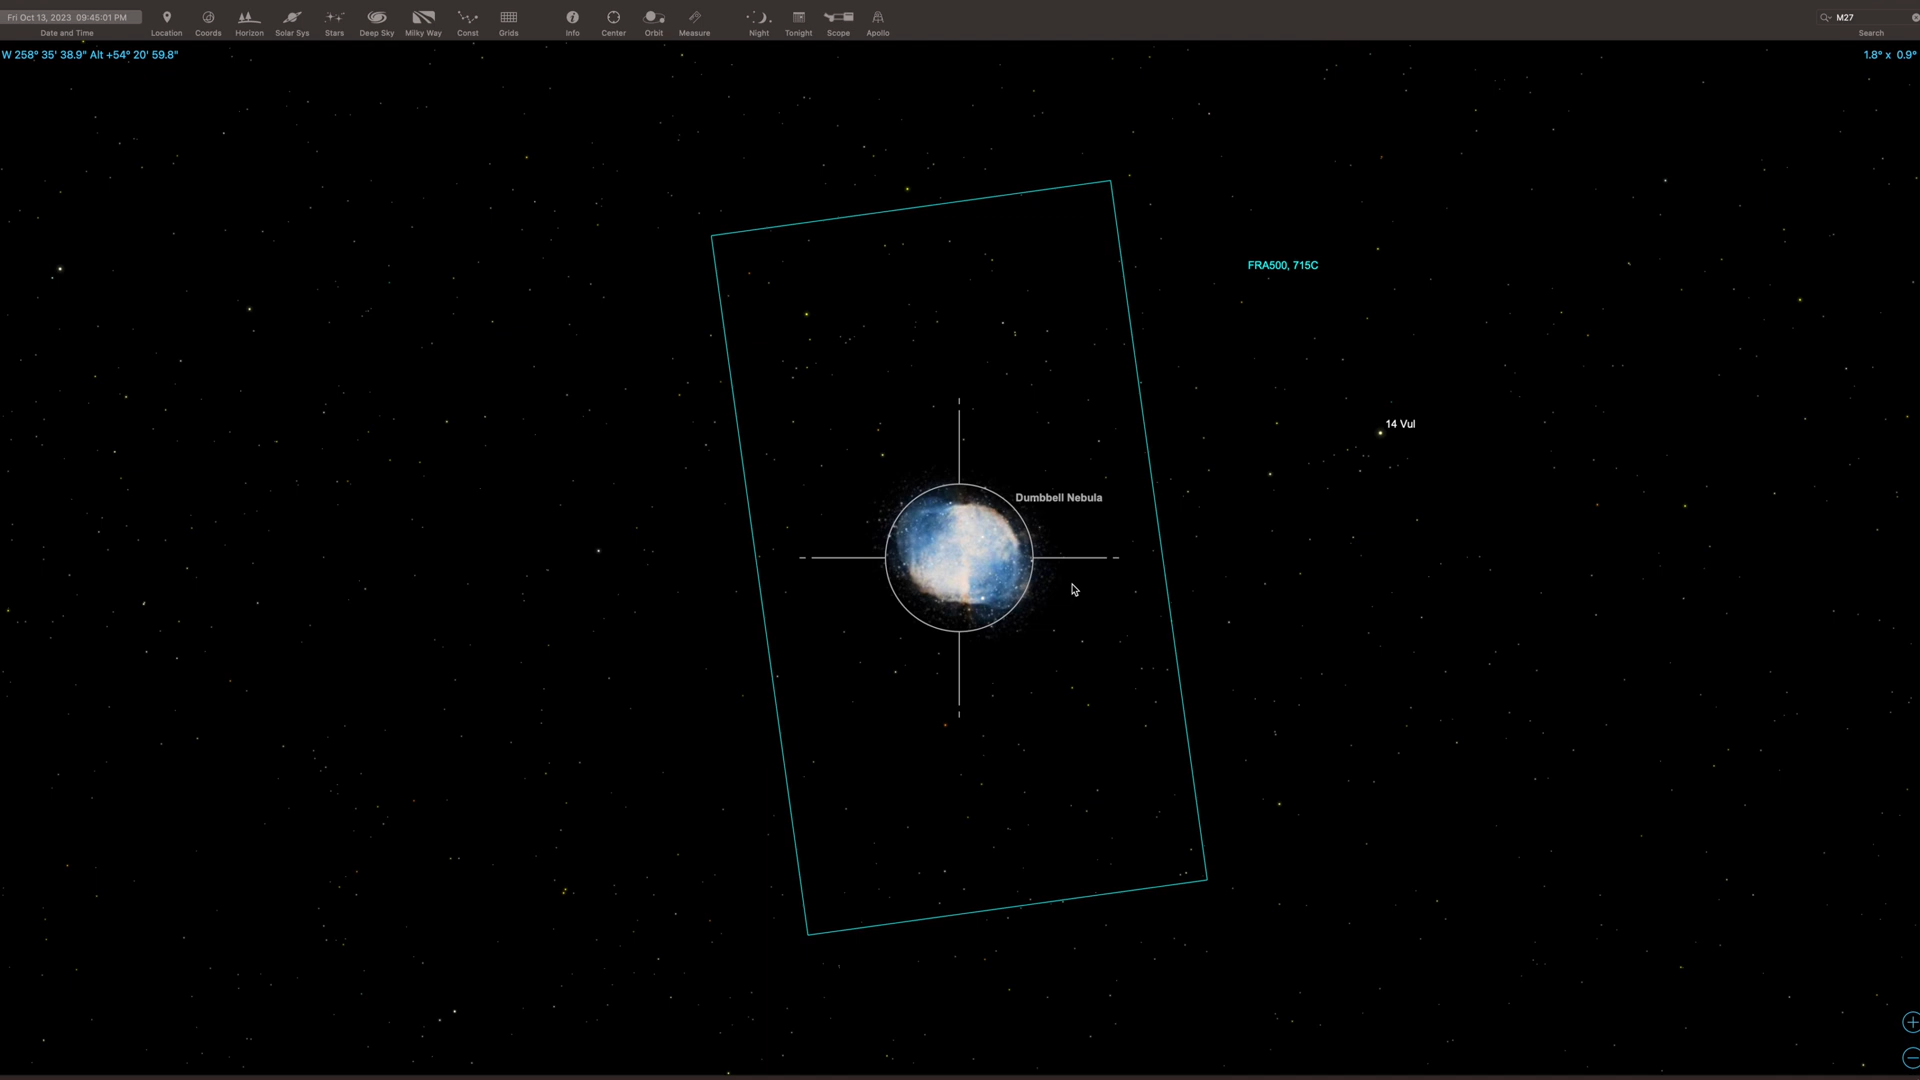 Fri Oct 13, 2023 09:45:01 PM
Date and Time
Location
Coords
Horizon
Solar Sys
Stars
Deep Sky
Milky Way
Const
Grids
Info
Center
Orbit
Measure
Night
Tonight
Scope
Apollo
M27
Search
W 258° 35' 38.9" Alt +54° 20' 59.8"
1.8° x 0.9°
FRA500, 715C
14 Vul
Dumbbell Nebula